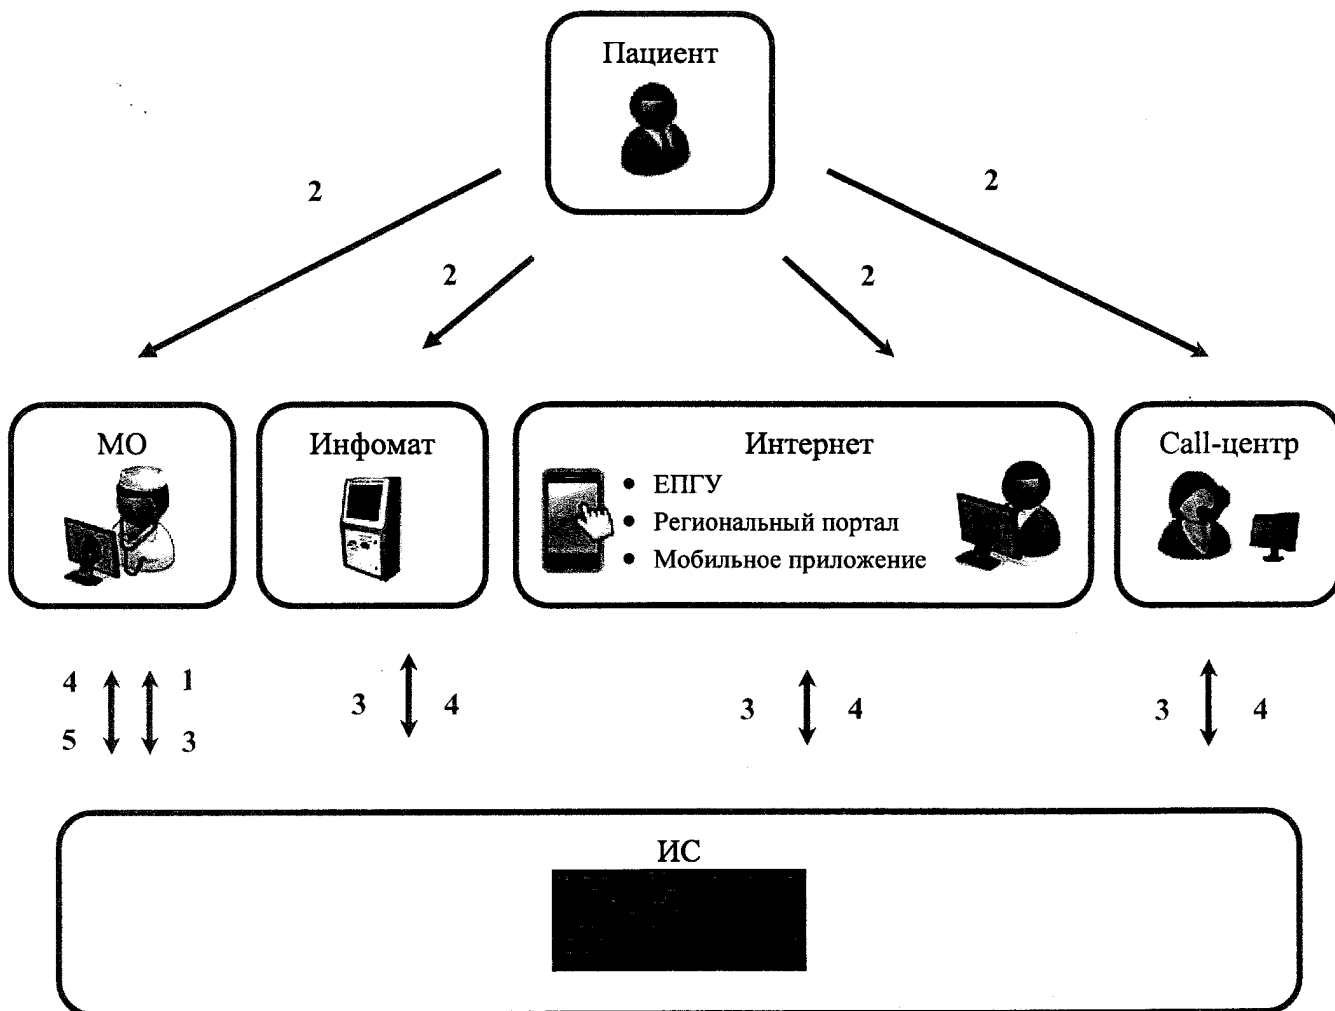 Пациент
2
2
2
2
МО
Инфомат
Интернет
• ЕПГУ
• Региональный портал
• Мобильное приложение
Call-центр
4
1
5
3
3
4
3
4
3
4
ИС